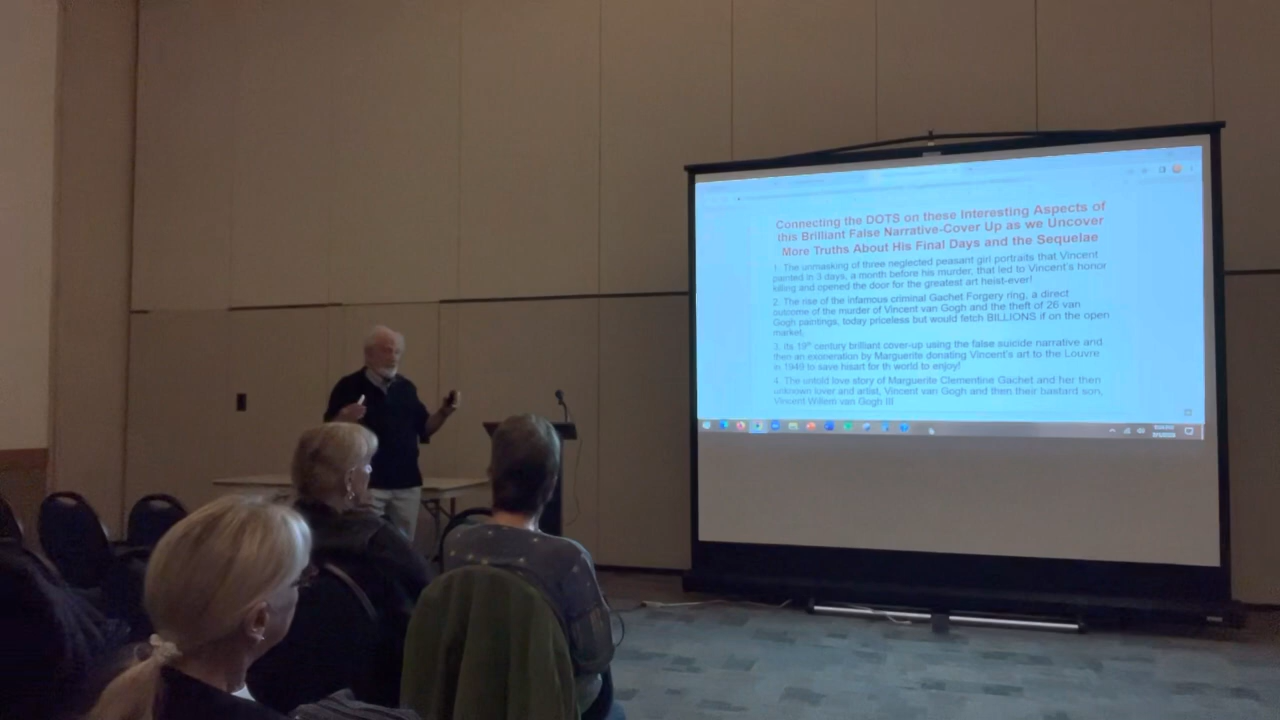 Connecting the DOTS on these Interesting Aspects of
this Brilliant False Narrative-Cover Up as we Uncover
More Truths About His Final Days and the Sequelae
1. The unmasking of three neglected peasant girl portraits that Vincent
painted in 3 days, a month before his murder, that led to Vincent's honor
killing and opened the door for the greatest art heist-ever!
2. The rise of the infamous criminal Gachet Forgery ring, a direct
outcome of the murder of Vincent van Gogh and the theft of 26 van
Gogh paintings, today priceless but would fetch BILLIONS if on the open
market.
3. its 19th century brilliant cover-up using the false suicide narrative and
then an exoneration by Marguerite donating Vincent's art to the Louvre
in 1949 to save hisart for th world to enjoy!
4. The untold love story of Marguerite Clementine Gachet and her then
unknown lover and artist, Vincent van Gogh and then their bastard son,
Vincent Willem van Gogh III